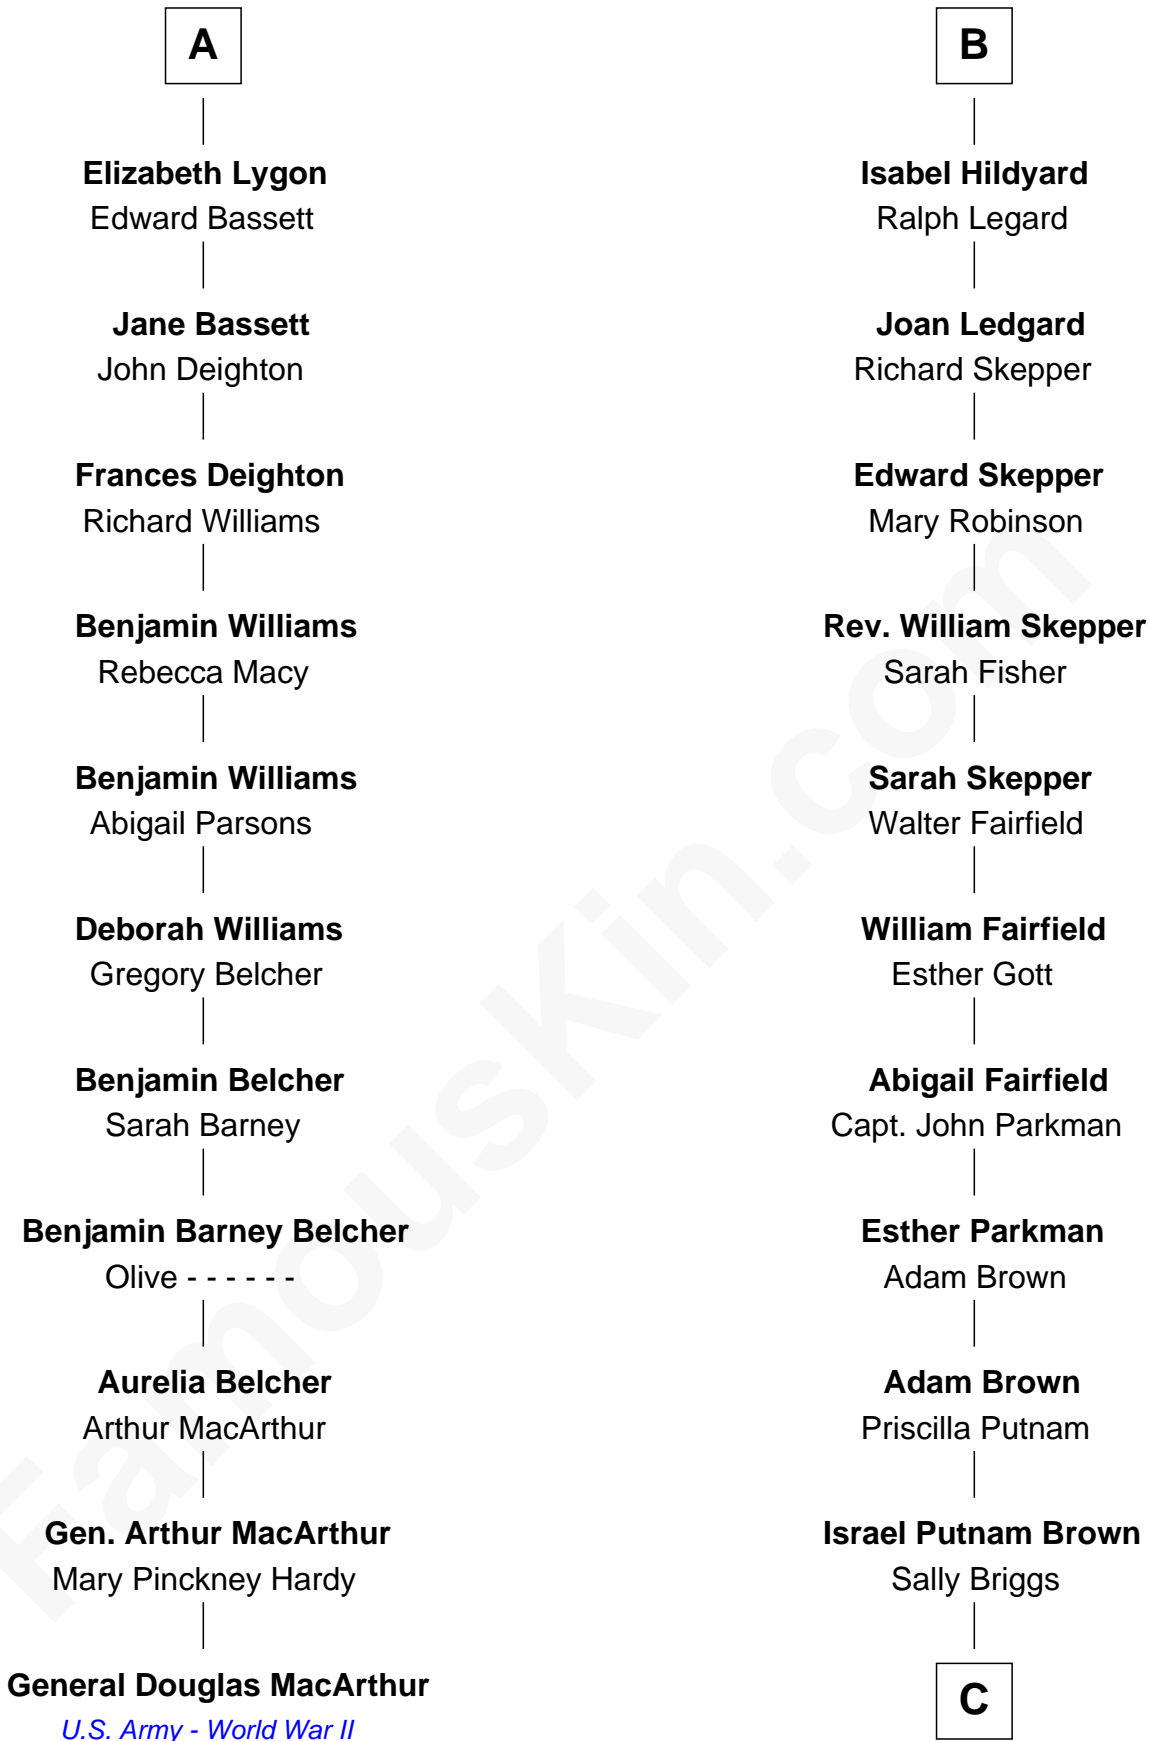 A
Elizabeth Lygon
Edward Bassett
Jane Bassett
John Deighton
Frances Deighton
Richard Williams
Benjamin Williams
Rebecca Macy
Benjamin Williams
Abigail Parsons
Deborah Williams
Gregory Belcher
Benjamin Belcher
Sarah Barney
Benjamin Barney Belcher
Olive - - - - - -
Aurelia Belcher
Arthur MacArthur
Gen. Arthur MacArthur
Mary Pinckney Hardy
General Douglas MacArthur
U.S. Army - World War II
B
Isabel Hildyard
Ralph Legard
Joan Ledgard
Richard Skepper
Edward Skepper
Mary Robinson
Rev. William Skepper
Sarah Fisher
Sarah Skepper
Walter Fairfield
William Fairfield
Esther Gott
Abigail Fairfield
Capt. John Parkman
Esther Parkman
Adam Brown
Adam Brown
Priscilla Putnam
Israel Putnam Brown
Sally Briggs
C
FamousKin.com